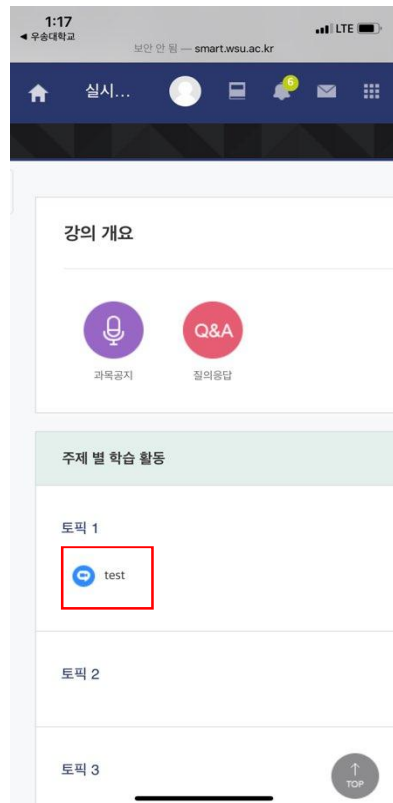 1:17
LTE
◀ 우송대학교
보안 안 됨 — smart.wsu.ac.kr
실시...
6
강의 개요
Q&A
과목공지
질의응답
주제 별 학습 활동
토픽 1
test
토픽 2
토픽 3
TOP